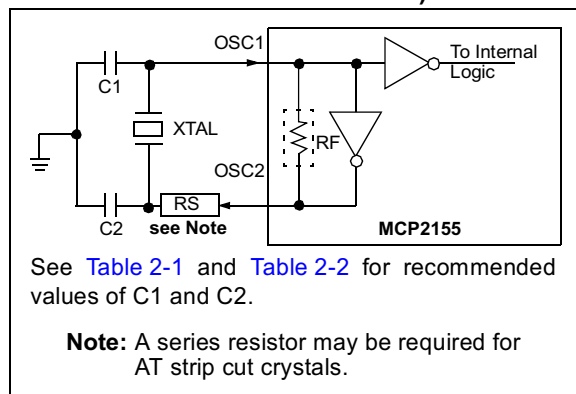 OSC1
To Internal
Logic
C1
XTAL
RF
OSC2
RS
C2
see Note
MCP2155
See Table 2-1 and Table 2-2 for recommended
values of C1 and C2.
Note: A series resistor may be required for
AT strip cut crystals.